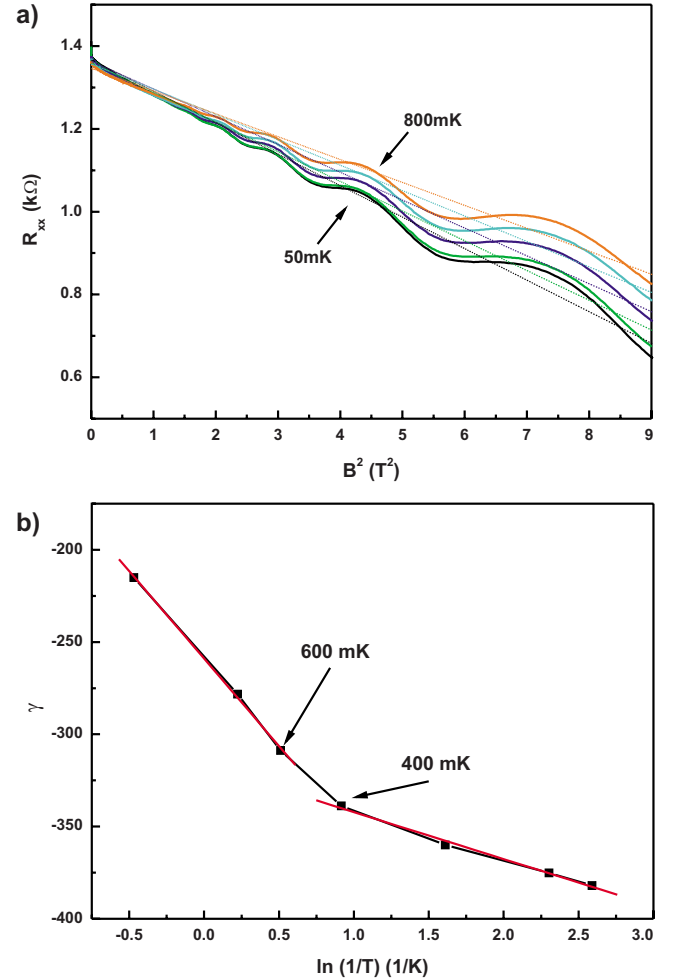 a)
1.4
1.2
1.0
0.8
0.6
R_xx (kΩ)
800mK
50mK
0 1 2 3 4 5 6 7 8 9
B² (T²)
b)
-200
-250
-300
-350
-400
γ
600 mK
400 mK
-0.5 0.0 0.5 1.0 1.5 2.0 2.5 3.0
ln (1/T) (1/K)